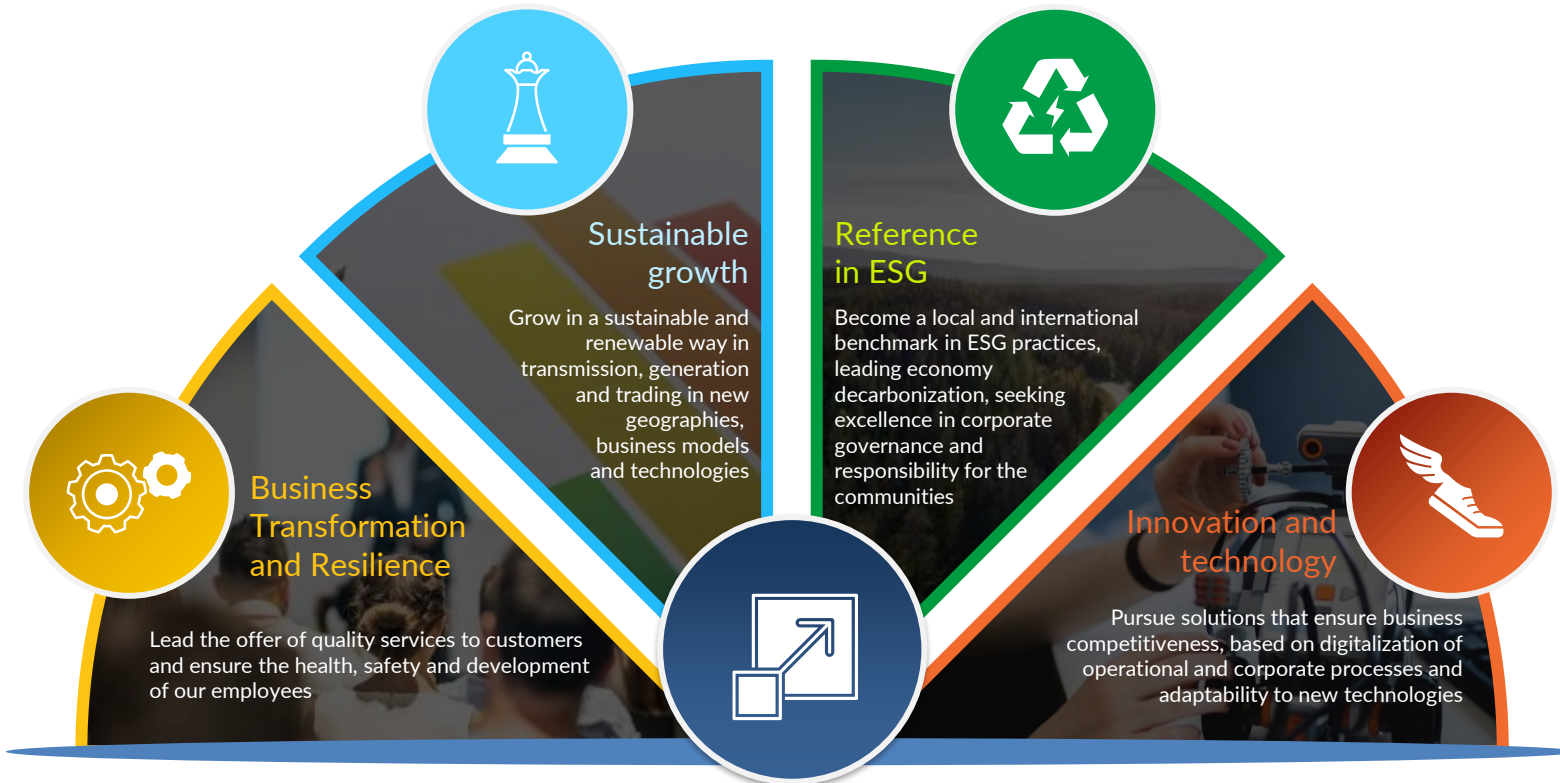 Business
Transformation
and Resilience
Lead the offer of quality services to customers
and ensure the health, safety and development
of our employees
Sustainable
growth
Grow in a sustainable and
renewable way in
transmission, generation
and trading in new
geographies,
business models
and technologies
Reference
in ESG
Become a local and international
benchmark in ESG practices,
leading economy
decarbonization, seeking
excellence in corporate
governance and
responsibility for the
communities
Innovation and
technology
Pursue solutions that ensure business
competitiveness, based on digitalization of
operational and corporate processes and
adaptability to new technologies